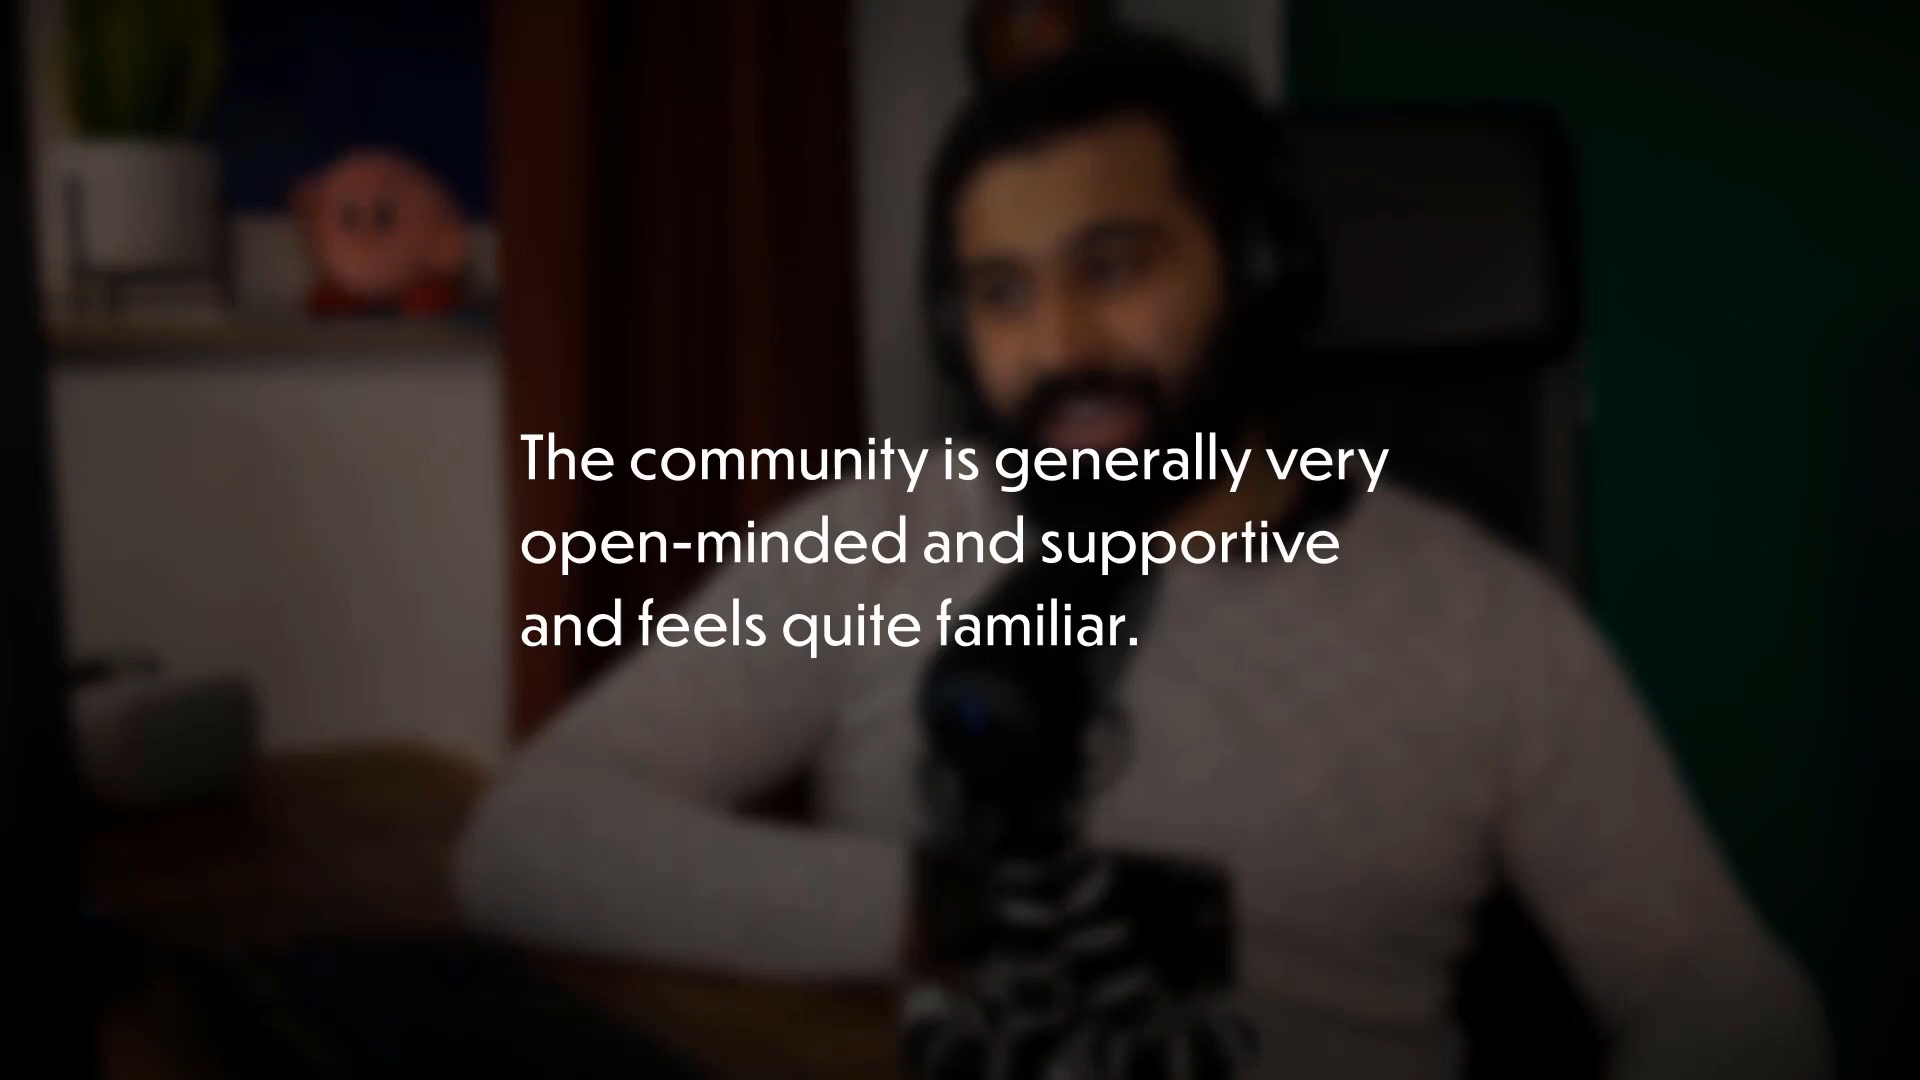 The community is generally very
open-minded and supportive
and feels quite familiar.